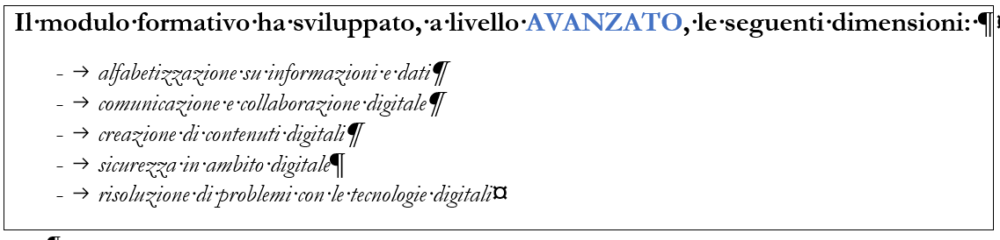 Il modulo formativo ha sviluppato, a livello AVANZATO, le seguenti dimensioni: ¶
- → alfabetizzazione su informazioni e dati¶
- → comunicazione e collaborazione digitale¶
- → creazione di contenuti digitali¶
- → sicurezza in ambito digitale¶
- → risoluzione di problemi con le tecnologie digitali¤